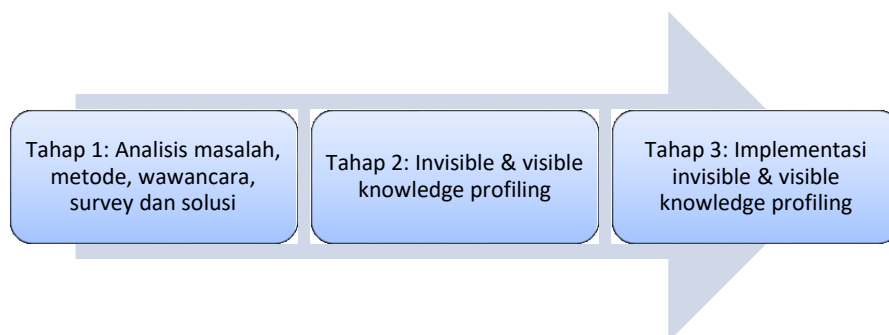 Tahap 1: Analisis masalah,
metode, wawancara,
survey dan solusi
Tahap 2: Invisible & visible
knowledge profiling
Tahap 3: Implementasi
invisible & visible
knowledge profiling